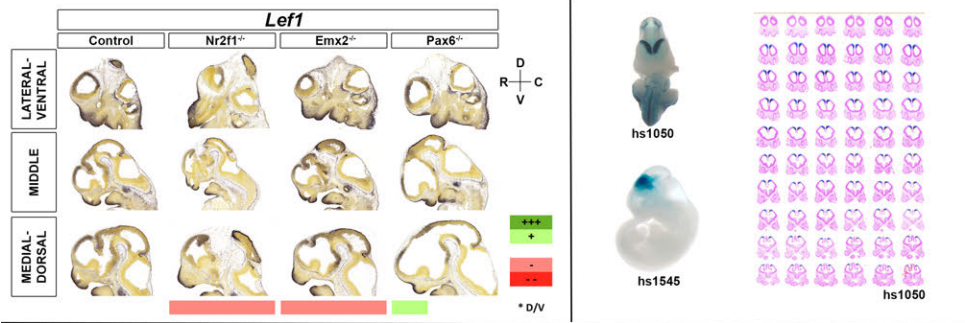 Lef1
Control Nr2f1-/- Emx2-/- Pax6-/-
LATERAL-
VENTRAL
D
R C
V
MIDDLE
MEDIAL-
DORSAL
+++
+
-
- -
* D/V
hs1050
hs1545
hs1050